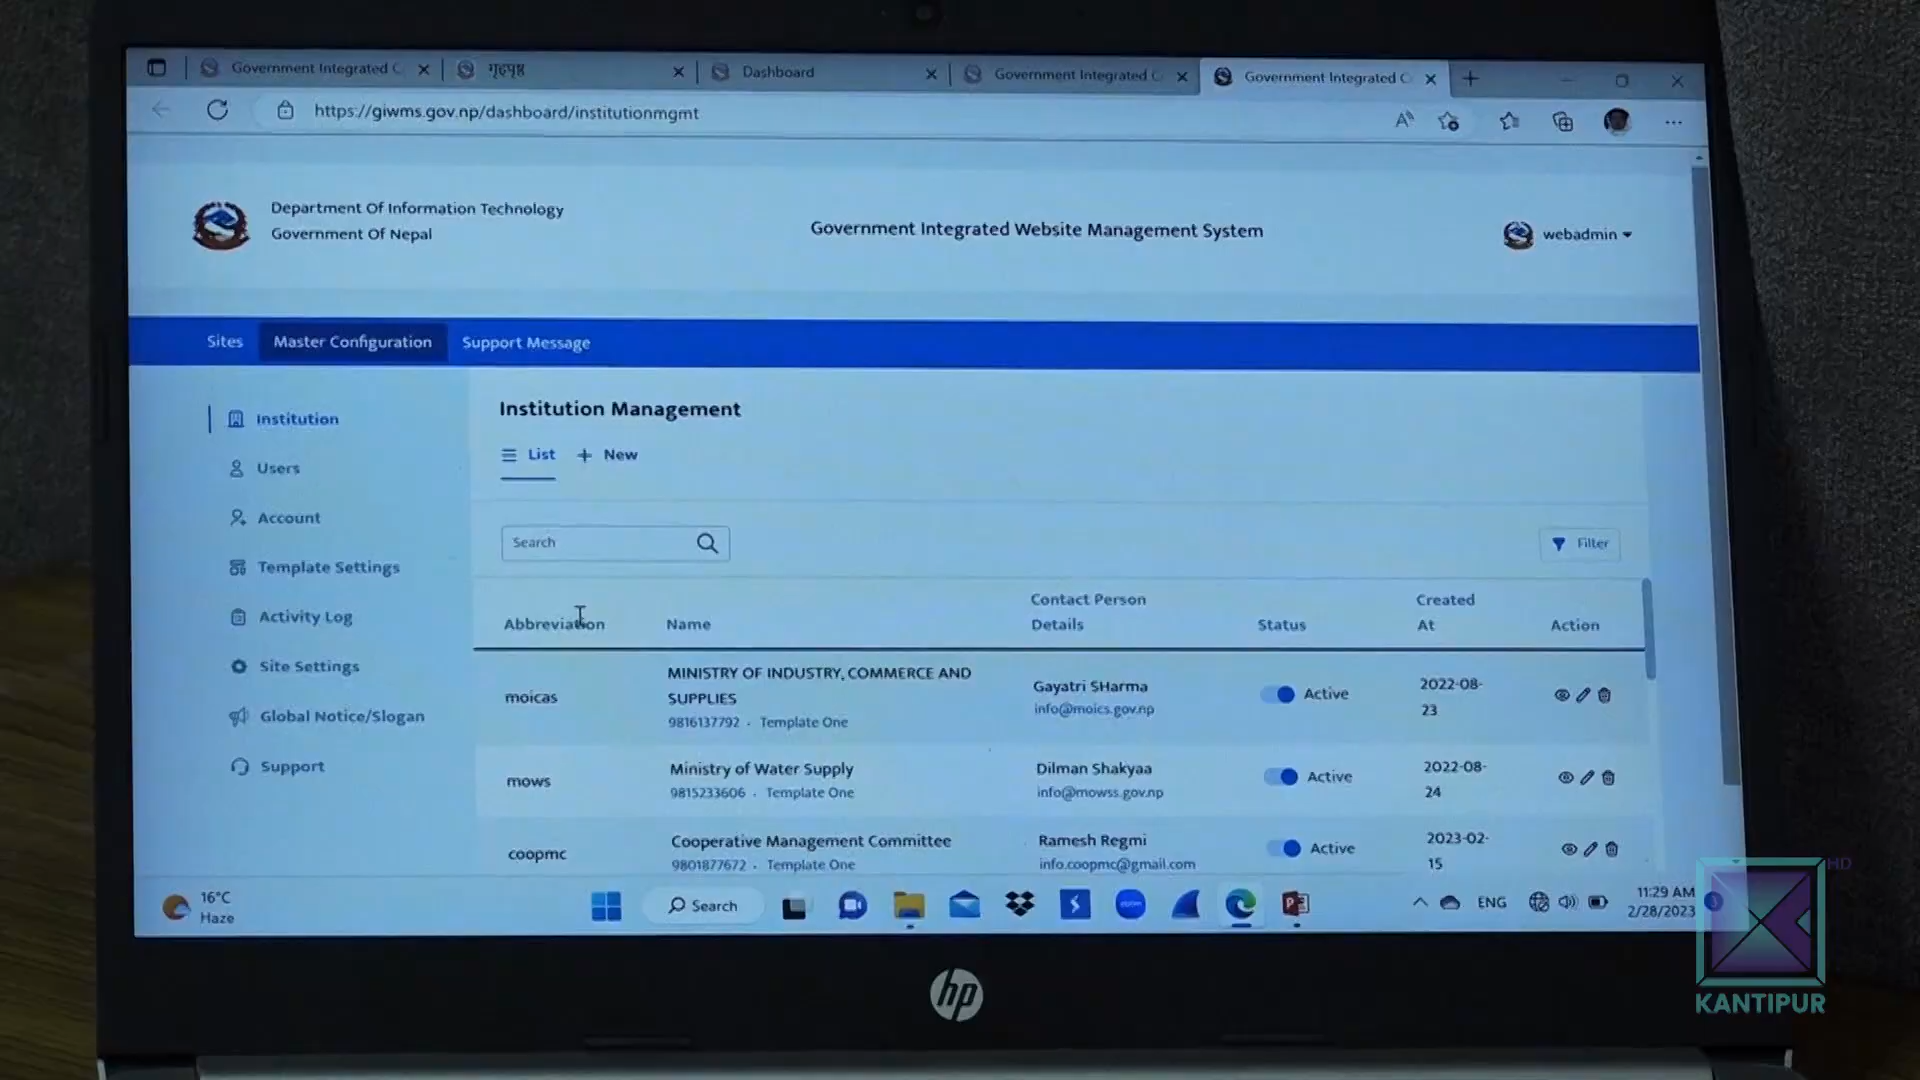 Government Integrated C
गृहपृष्ठ
Dashboard
Government Integrated C
Government Integrated C
https://giwms.gov.np/dashboard/institutionmgmt
Department Of Information Technology
Government Of Nepal
Government Integrated Website Management System
webadmin
Sites
Master Configuration
Support Message
Institution
Users
Account
Template Settings
Activity Log
Site Settings
Global Notice/Slogan
Support
Institution Management
List
New
Search
Filter
Abbreviation
Name
Contact Person
Details
Status
Created
At
Action
moicas
MINISTRY OF INDUSTRY, COMMERCE AND
SUPPLIES
9816137792 - Template One
Gayatri SHarma
info@moics.gov.np
Active
2022-08-
23
mows
Ministry of Water Supply
9815233606 - Template One
Dilman Shakyaa
info@mowss.gov.np
Active
2022-08-
24
coopmc
Cooperative Management Committee
9801877672 - Template One
Ramesh Regmi
info.coopmc@gmail.com
Active
2023-02-
15
16°C
Haze
Search
zoom
ENG
11:29 AM
2/28/2023
hp
HD
KANTIPUR